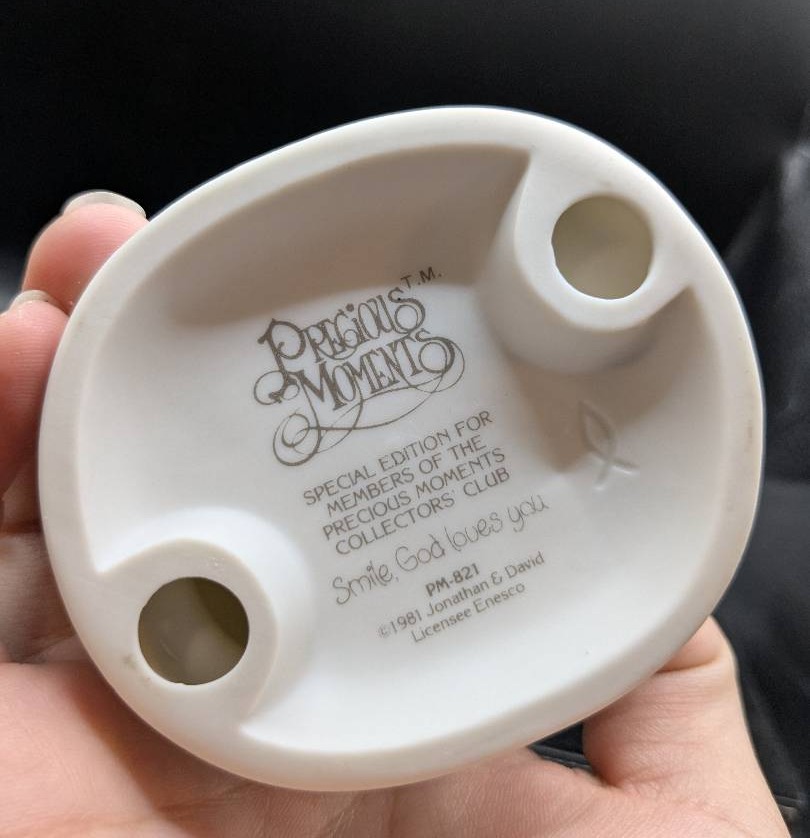 PRECIOUS T.M.
MOMENTS
SPECIAL EDITION FOR
MEMBERS OF THE
PRECIOUS MOMENTS
COLLECTORS' CLUB
Smile, God loves you
PM-821
©1981 Jonathan & David
Licensee Enesco